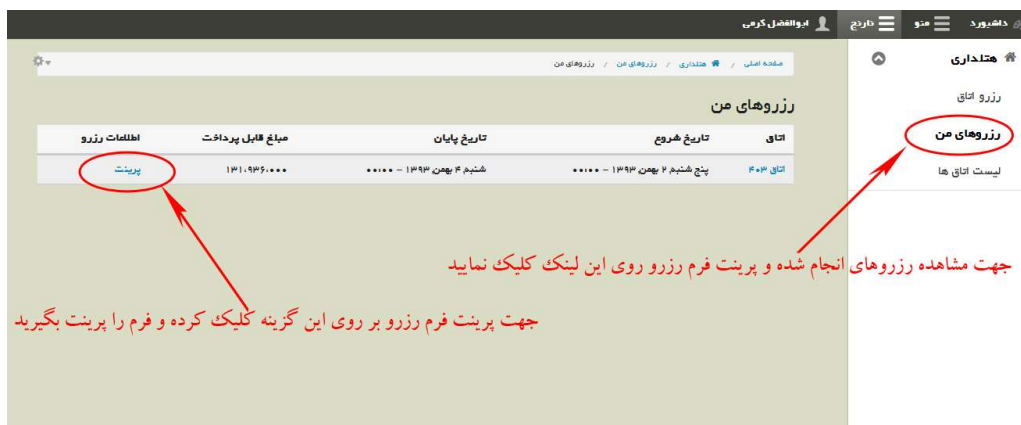 داشبورد منو نارنج ابوالفضل کرمی
هتلداری
رزرو اتاق
رزروهای من
لیست اتاق ها
صفحه اصلی / هتلداری / رزروهای من / رزروهای من
رزروهای من
اتاق تاریخ شروع تاریخ پایان مبلغ قابل پرداخت اطلاعات رزرو
اتاق ۴۰۳ پنج شنبه, ۲ بهمن, ۱۳۹۳ – ۰۰:۰۰ شنبه, ۴ بهمن, ۱۳۹۳ – ۰۰:۰۰ پرینت
جهت مشاهده رزروهای انجام شده و پرینت فرم رزرو روی این لینک کلیک نمایید
جهت پرینت فرم رزرو بر روی این گزینه کلیک کرده و فرم را پرینت بگیرید